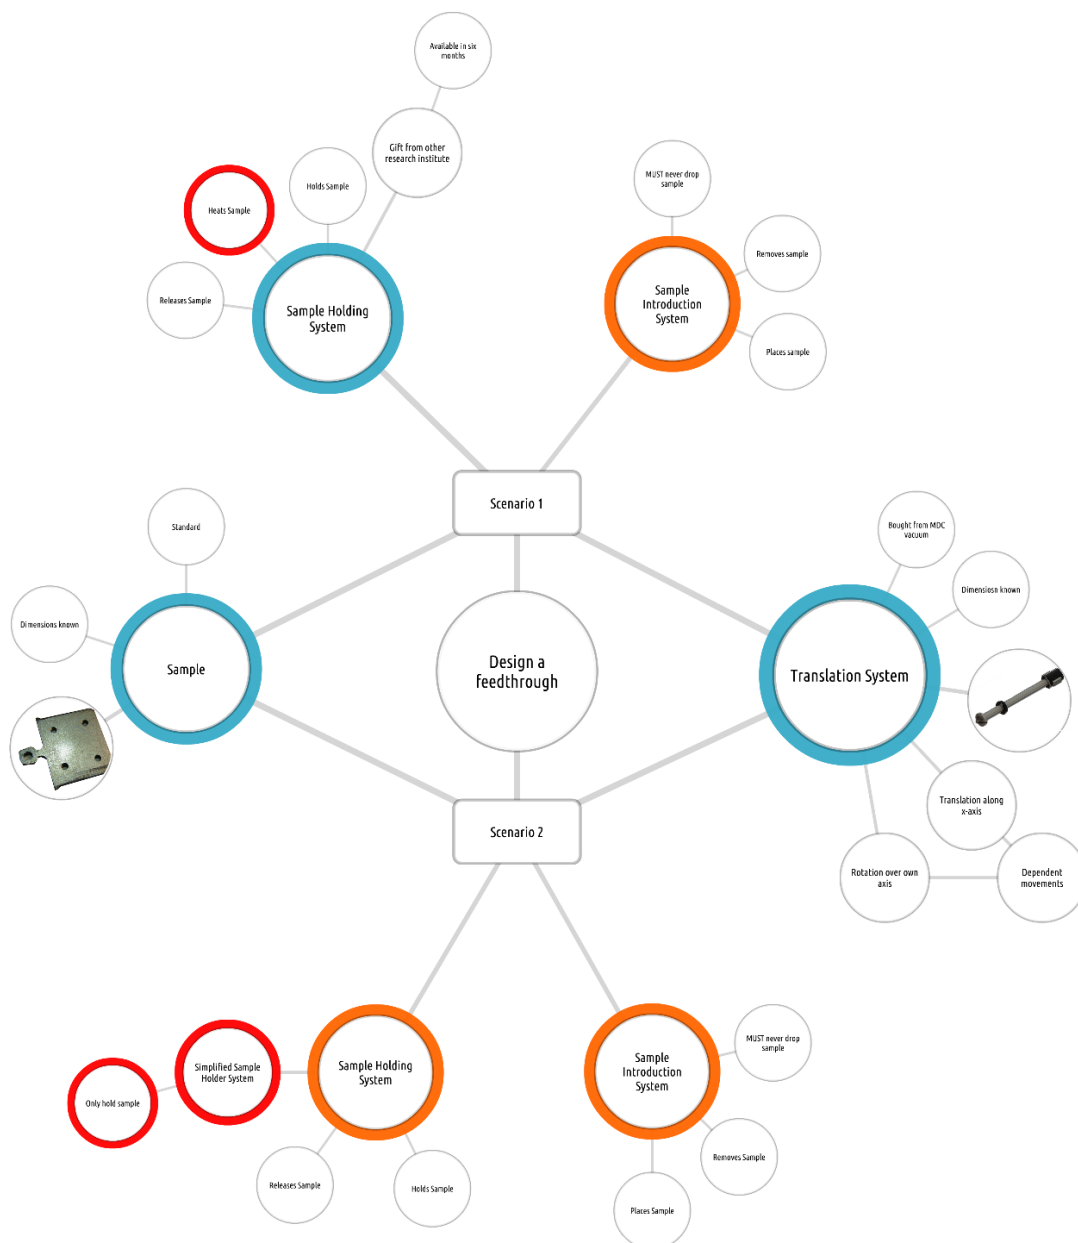 Available in six
months
Gift from other
research institute
Holds Sample
Heats Sample
Releases Sample
Sample Holding
System
MUST never drop
sample
Removes sample
Sample
Introduction
System
Places sample
Scenario 1
Standard
Dimensions known
Sample
Design a
feedthrough
Bought from MDC
vacuum
Dimensiosn known
Translation System
Translation along
x-axis
Rotation over own
axis
Dependent
movements
Scenario 2
Simplified Sample
Holder System
Only hold sample
Sample Holding
System
Releases Sample
Holds Sample
Sample
Introduction
System
MUST never drop
sample
Removes Sample
Places Sample